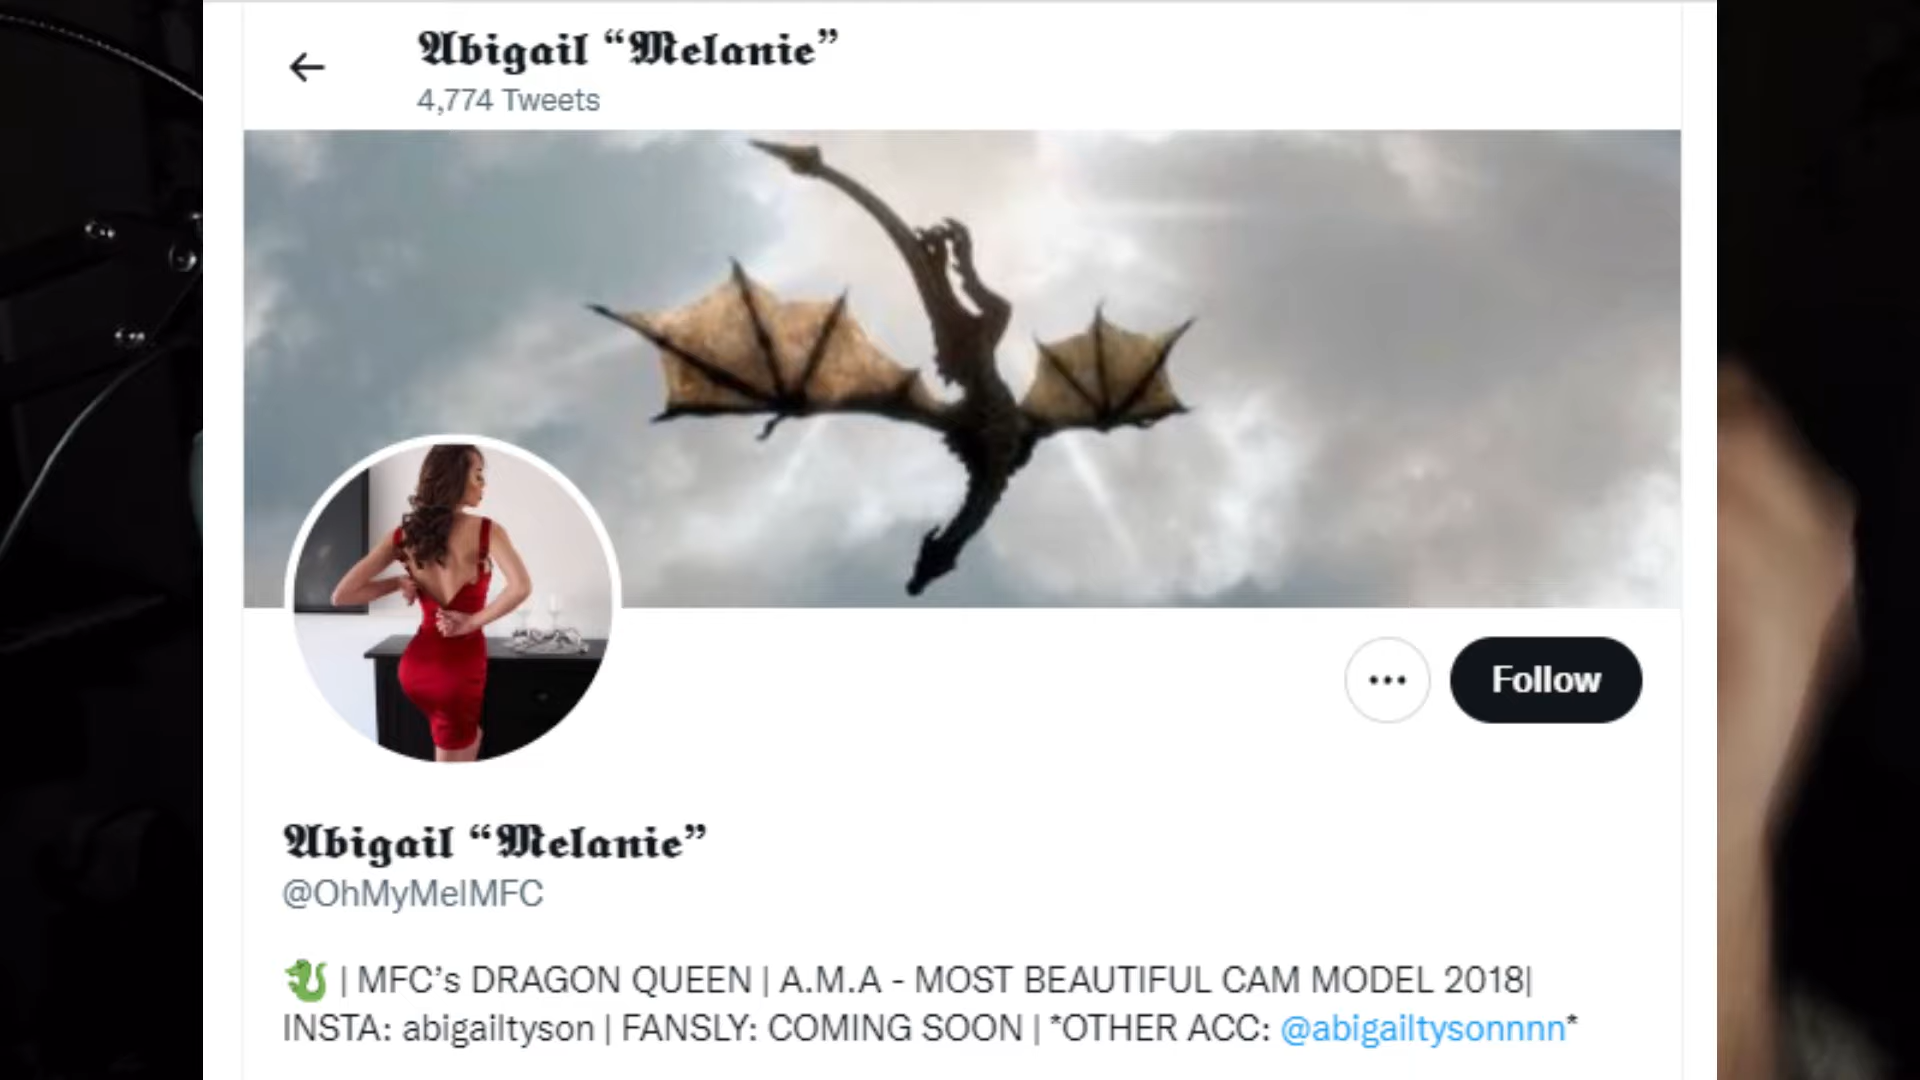 𝕬𝖇𝖎𝖌𝖆𝖎𝖑 “𝕸𝖊𝖑𝖆𝖓𝖎𝖊”
4,774 Tweets
Follow
𝕬𝖇𝖎𝖌𝖆𝖎𝖑 “𝕸𝖊𝖑𝖆𝖓𝖎𝖊”
@OhMyMelMFC
🐉 | MFC’s DRAGON QUEEN | A.M.A - MOST BEAUTIFUL CAM MODEL 2018|
INSTA: abigailtyson | FANSLY: COMING SOON | *OTHER ACC: @abigailtysonnnn*